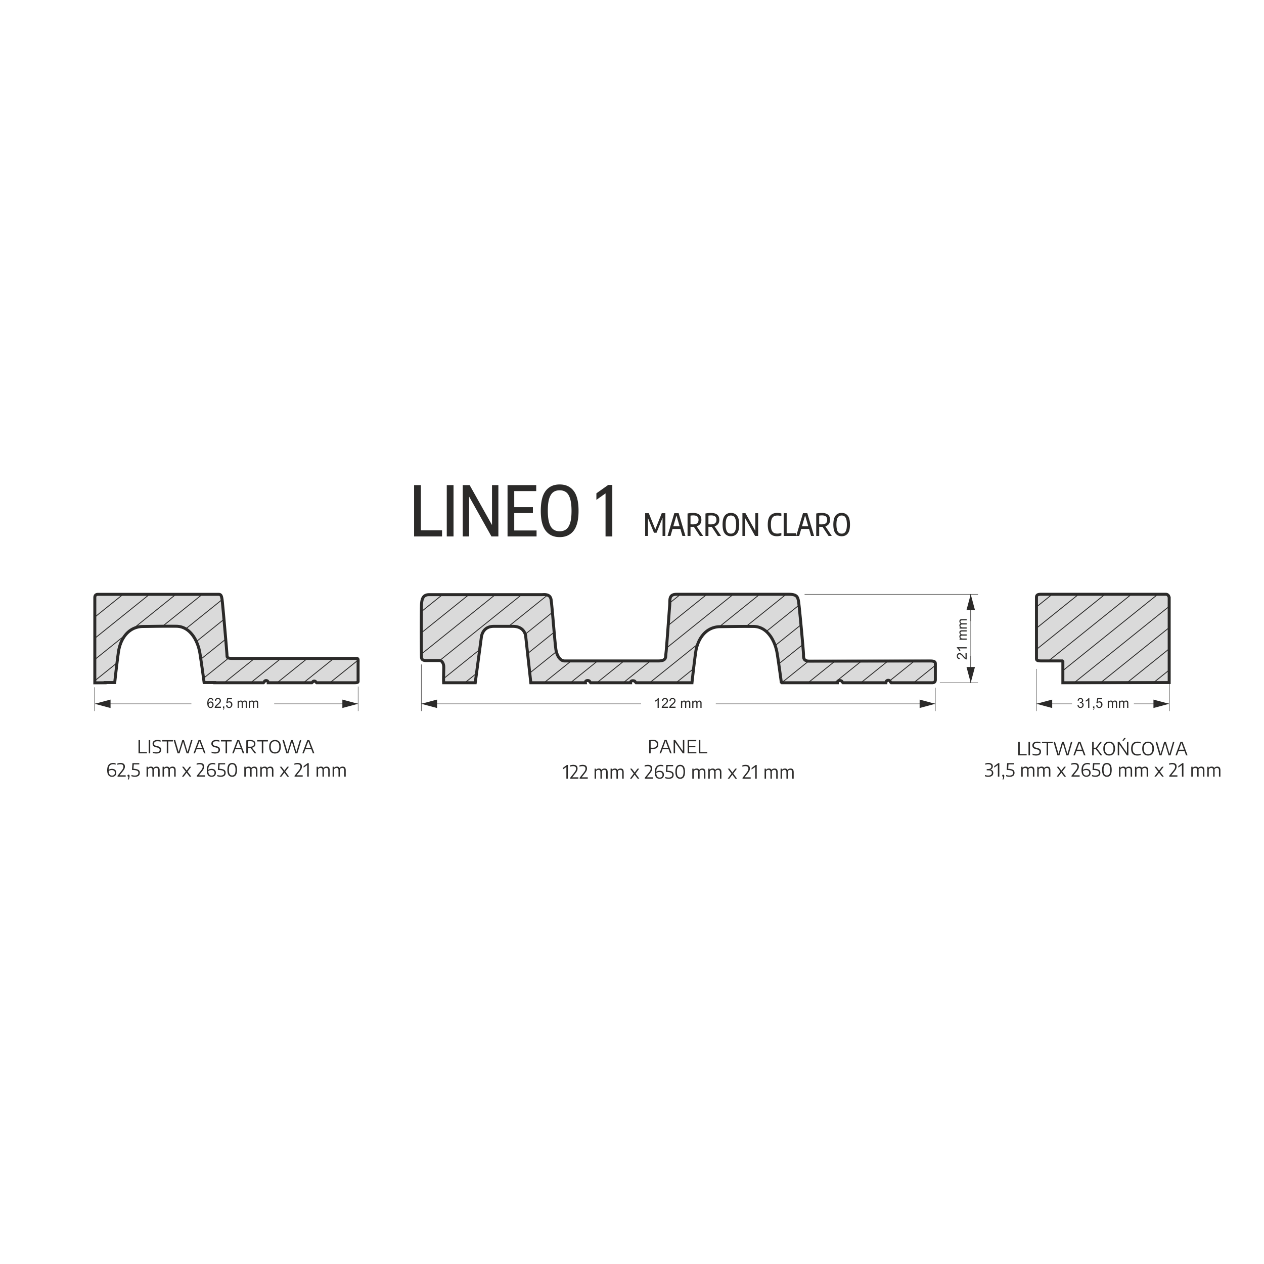 LINEO 1 MARRON CLARO
21 mm
62,5 mm
122 mm
31,5 mm
LISTWA STARTOWA
62,5 mm x 2650 mm x 21 mm
PANEL
122 mm x 2650 mm x 21 mm
LISTWA KOŃCOWA
31,5 mm x 2650 mm x 21 mm